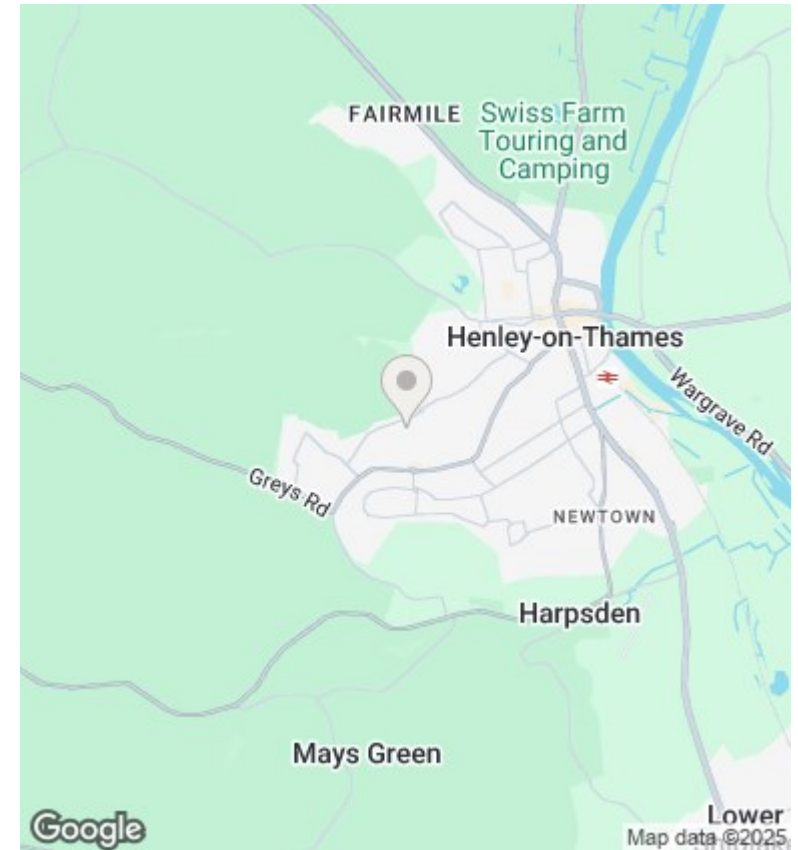 FAIRMILE
Swiss Farm
Touring and
Camping
Henley-on-Thames
Wargrave Rd
Greys Rd
NEWTOWN
Harpsden
Mays Green
Lower
Google
Map data ©2025